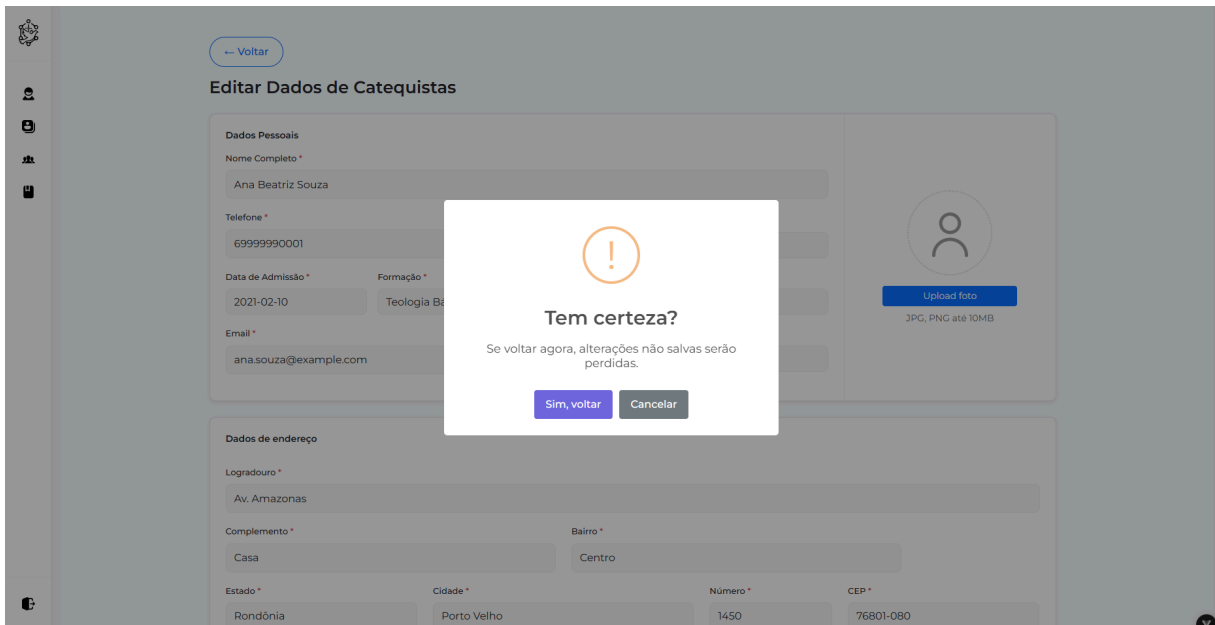 ← Voltar
Editar Dados de Catequistas
Dados Pessoais
Nome Completo *
Ana Beatriz Souza
Telefone *
69999990001
Data de Admissão * Formação *
2021-02-10 Teologia Bá
Email *
ana.souza@example.com
Upload foto
JPG, PNG até 10MB
!
Tem certeza?
Se voltar agora, alterações não salvas serão
perdidas.
Sim, voltar Cancelar
Dados de endereço
Logradouro *
Av. Amazonas
Complemento * Bairro *
Casa Centro
Estado * Cidade * Número * CEP *
Rondônia Porto Velho 1450 76801-080